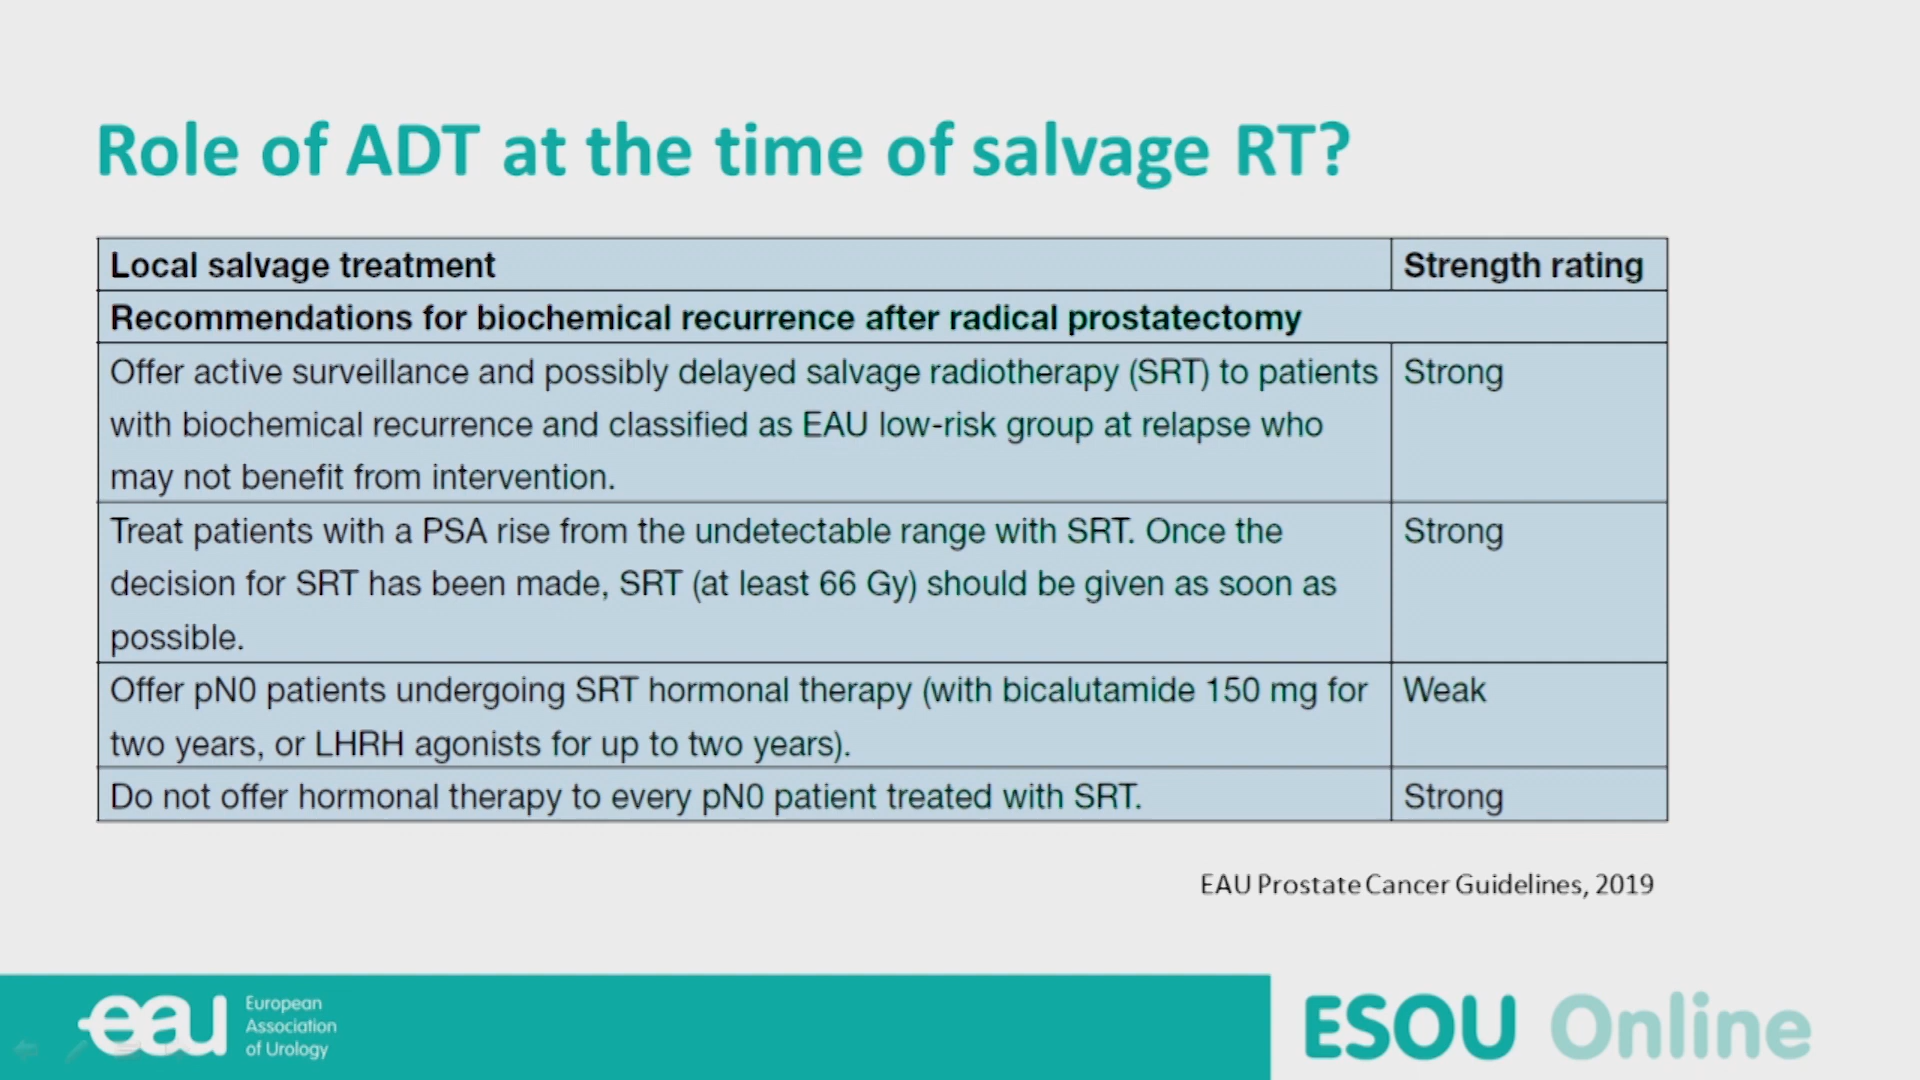 Role of ADT at the time of salvage RT?
Local salvage treatment
Strength rating
Recommendations for biochemical recurrence after radical prostatectomy
Offer active surveillance and possibly delayed salvage radiotherapy (SRT) to patients
with biochemical recurrence and classified as EAU low-risk group at relapse who
may not benefit from intervention.
Strong
Treat patients with a PSA rise from the undetectable range with SRT. Once the
decision for SRT has been made, SRT (at least 66 Gy) should be given as soon as
possible.
Strong
Offer pN0 patients undergoing SRT hormonal therapy (with bicalutamide 150 mg for
two years, or LHRH agonists for up to two years).
Weak
Do not offer hormonal therapy to every pN0 patient treated with SRT.
Strong
EAU Prostate Cancer Guidelines, 2019
eau
European
Association
of Urology
ESOU Online